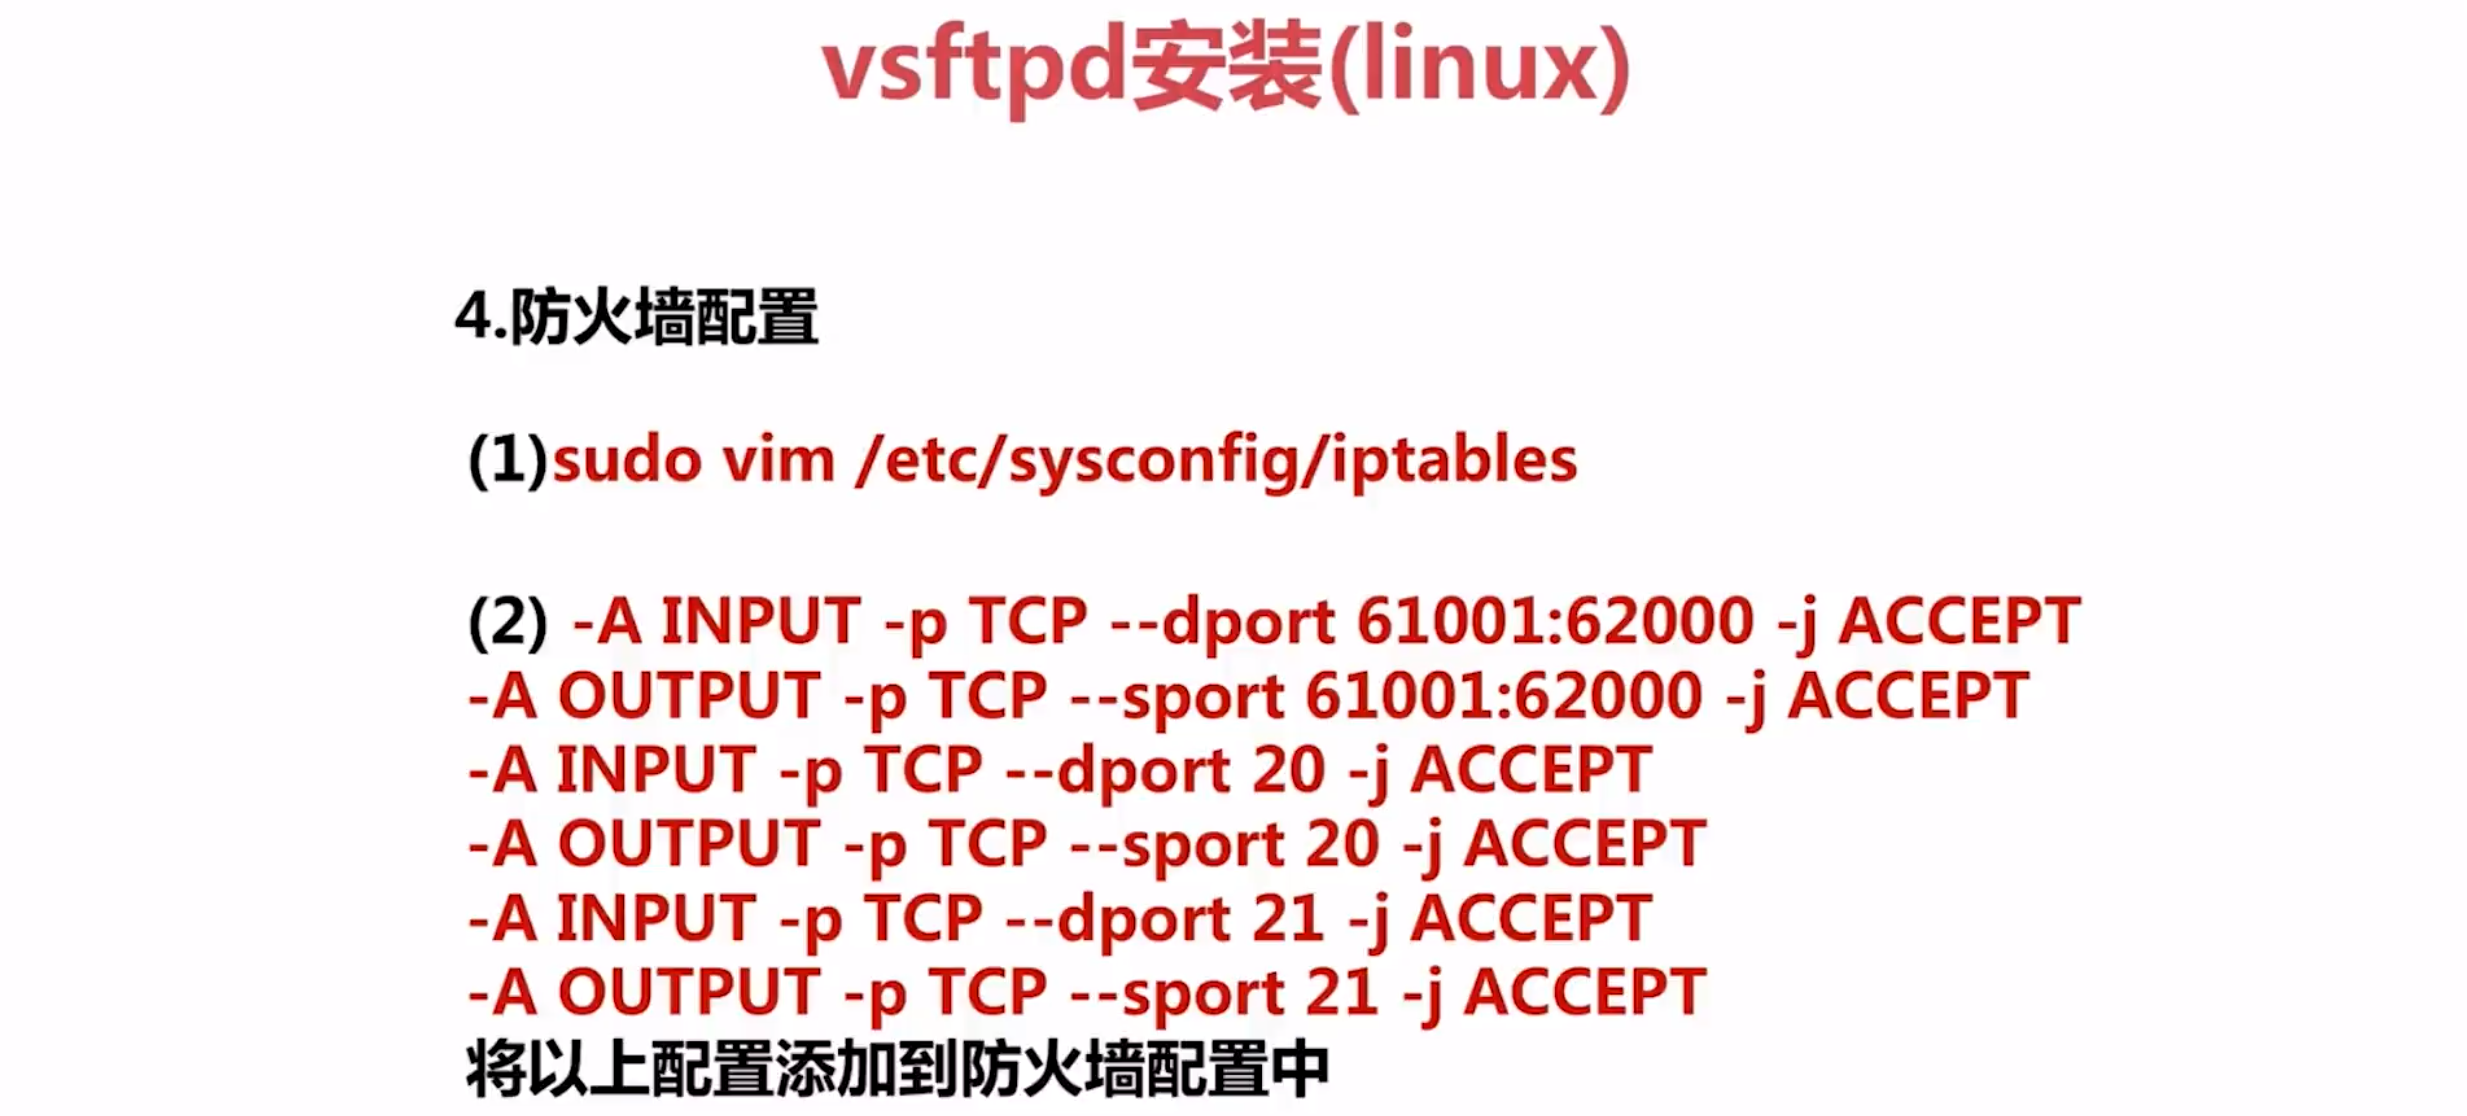 vsftpd安装(linux)
4.防火墙配置
(1)sudo vim /etc/sysconfig/iptables
(2) -A INPUT -p TCP --dport 61001:62000 -j ACCEPT
-A OUTPUT -p TCP --sport 61001:62000 -j ACCEPT
-A INPUT -p TCP --dport 20 -j ACCEPT
-A OUTPUT -p TCP --sport 20 -j ACCEPT
-A INPUT -p TCP --dport 21 -j ACCEPT
-A OUTPUT -p TCP --sport 21 -j ACCEPT
将以上配置添加到防火墙配置中